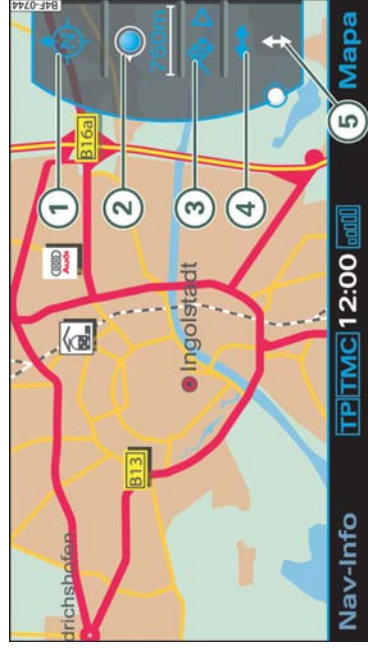 B4F-0744
N
1
2
750m
3
4
5
B16a
Audi
Ingolstadt
B13
drichshofen
Nav-Info
TP TMC 12:00
Mapa